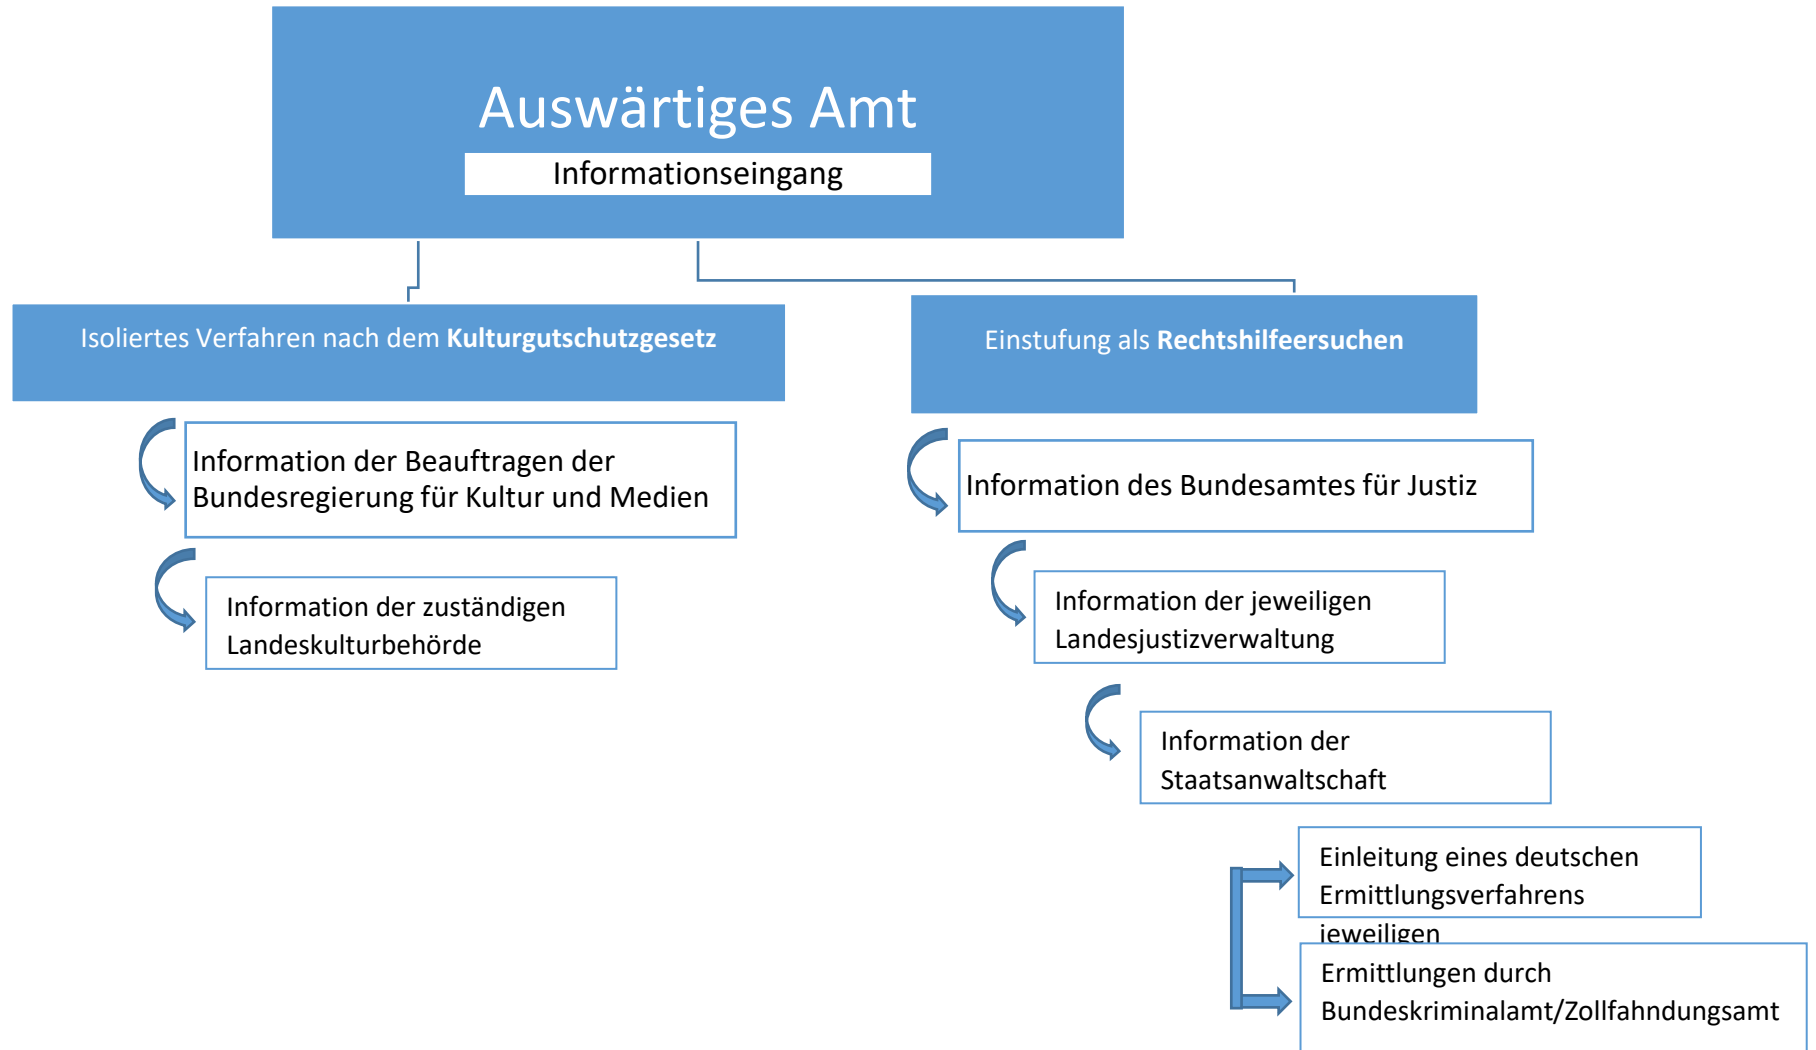 Auswärtiges Amt
Informationseingang
Isoliertes Verfahren nach dem Kulturgutschutzgesetz
Information der Beauftragen der
Bundesregierung für Kultur und Medien
Information der zuständigen
Landeskulturbehörde
Einstufung als Rechtshilfeersuchen
Information des Bundesamtes für Justiz
Information der jeweiligen
Landesjustizverwaltung
Information der
Staatsanwaltschaft
Einleitung eines deutschen
Ermittlungsverfahrens
jeweiligen
Ermittlungen durch
Bundeskriminalamt/Zollfahndungsamt